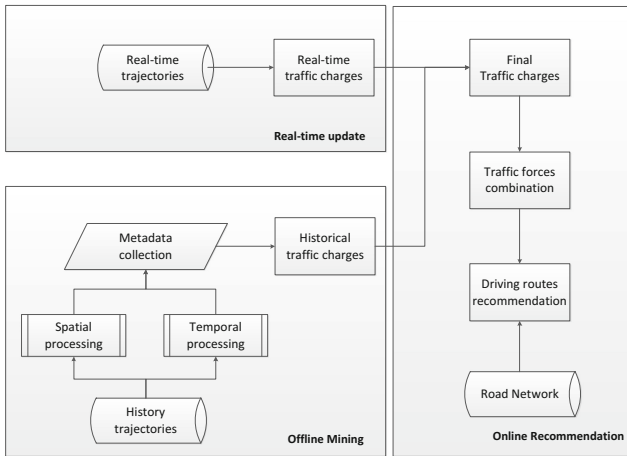 Real-time
trajectories
Real-time
traffic charges
Real-time update
Final
Traffic charges
Traffic forces
combination
Driving routes
recommendation
Road Network
Online Recommendation
Metadata
collection
Historical
traffic charges
Spatial
processing
Temporal
processing
History
trajectories
Offline Mining